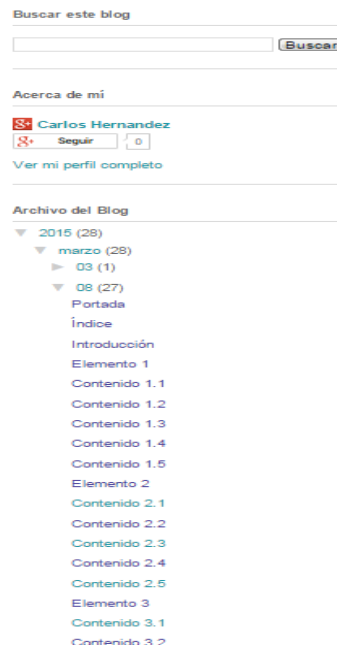 Buscar este blog
Buscar
Acerca de mí
Carlos Hernandez
Seguir 0
Ver mi perfil completo
Archivo del Blog
▼ 2015 (28)
▼ marzo (28)
► 03 (1)
▼ 08 (27)
Portada
Índice
Introducción
Elemento 1
Contenido 1.1
Contenido 1.2
Contenido 1.3
Contenido 1.4
Contenido 1.5
Elemento 2
Contenido 2.1
Contenido 2.2
Contenido 2.3
Contenido 2.4
Contenido 2.5
Elemento 3
Contenido 3.1
Contenido 3.2